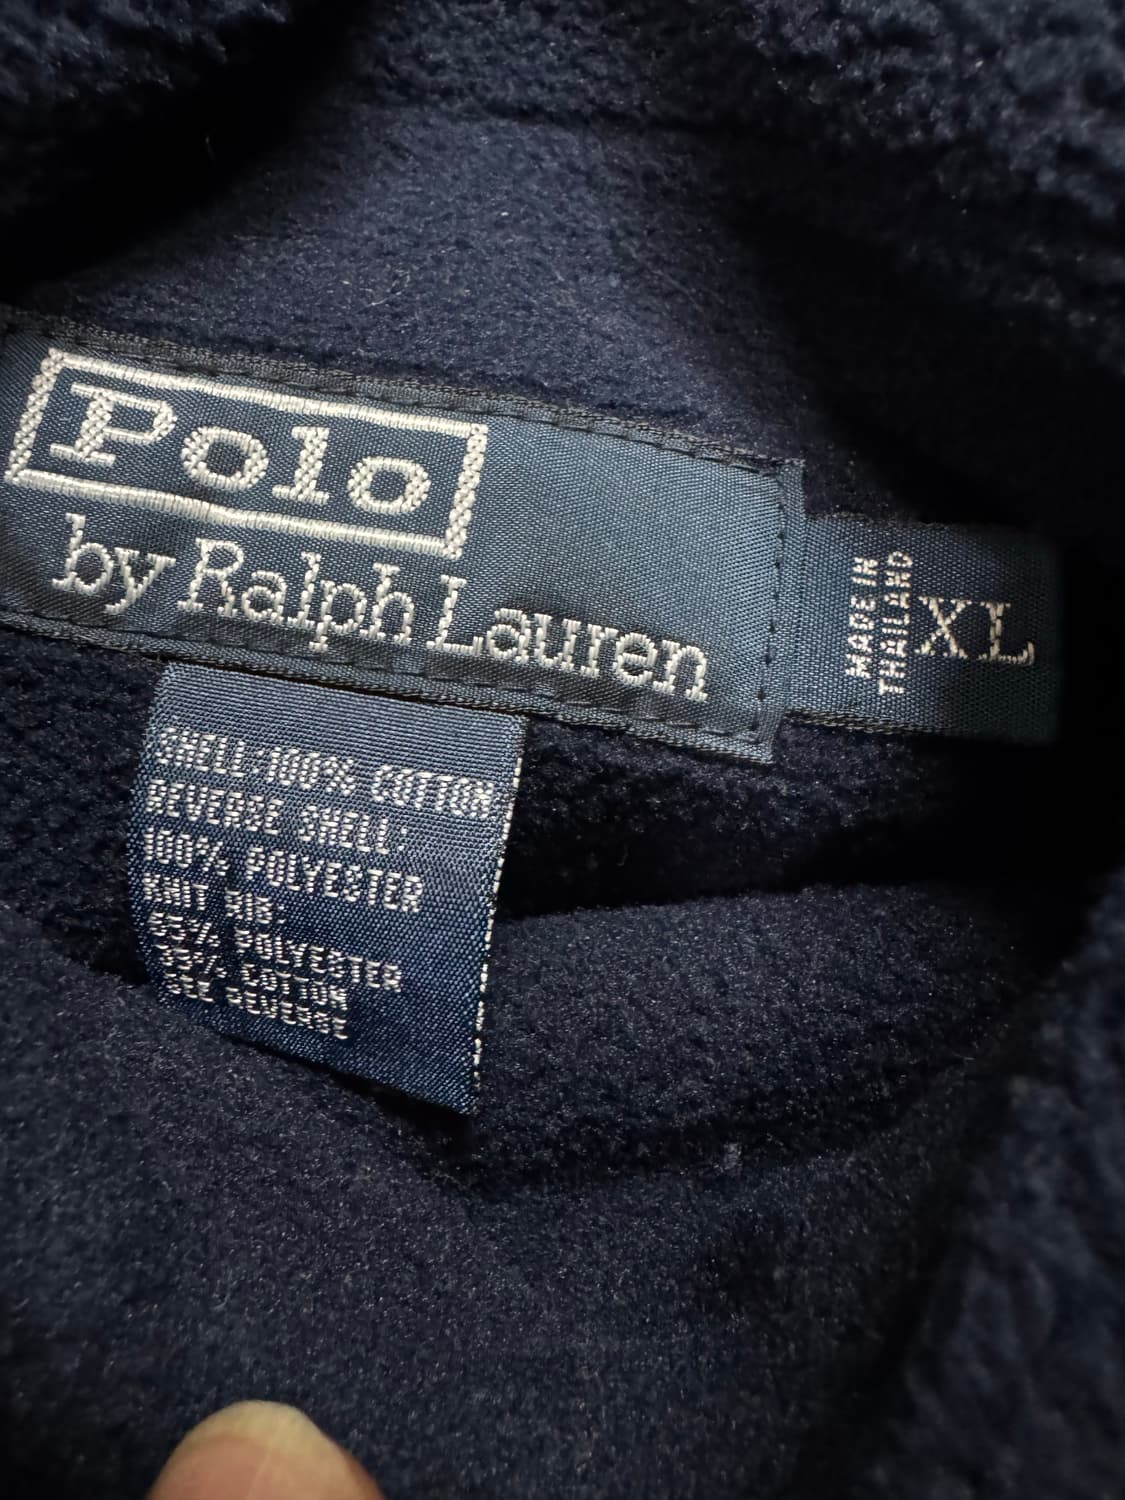 Polo
by Ralph Lauren
MADE IN
THAILAND
XL
SHELL:100% COTTON
REVERSE SHELL:
100% POLYESTER
KNIT RIB:
POLYESTER
COTTON
REVERSE